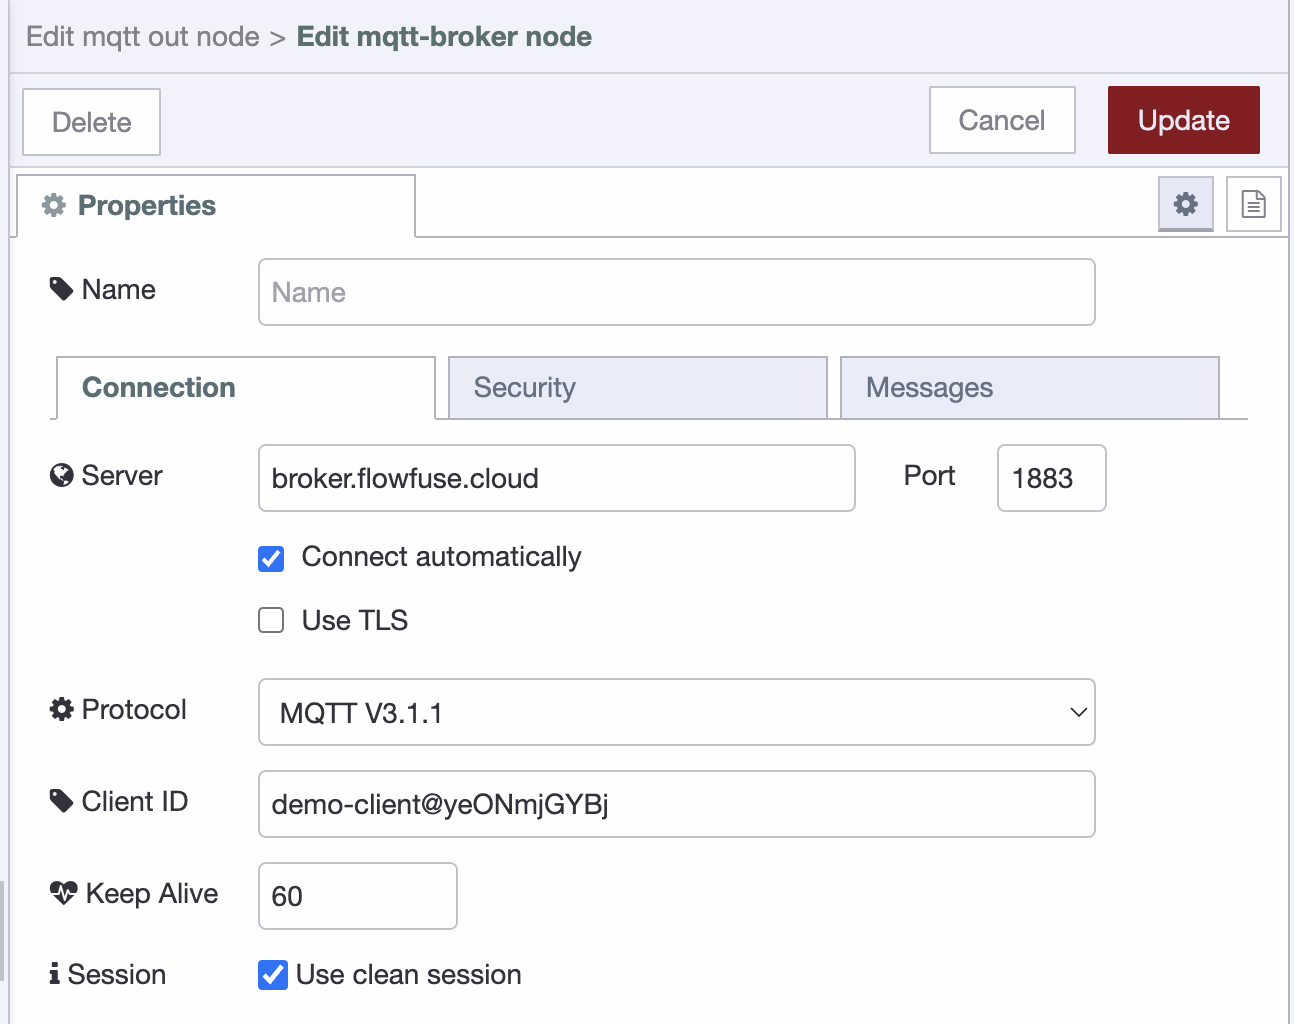 Edit mqtt out node > Edit mqtt-broker node
Delete
Cancel
Update
Properties
Name
Name
Connection
Security
Messages
Server
broker.flowfuse.cloud
Port
1883
Connect automatically
Use TLS
Protocol
MQTT V3.1.1
Client ID
demo-client@yeONmjGYBj
Keep Alive
60
Session
Use clean session